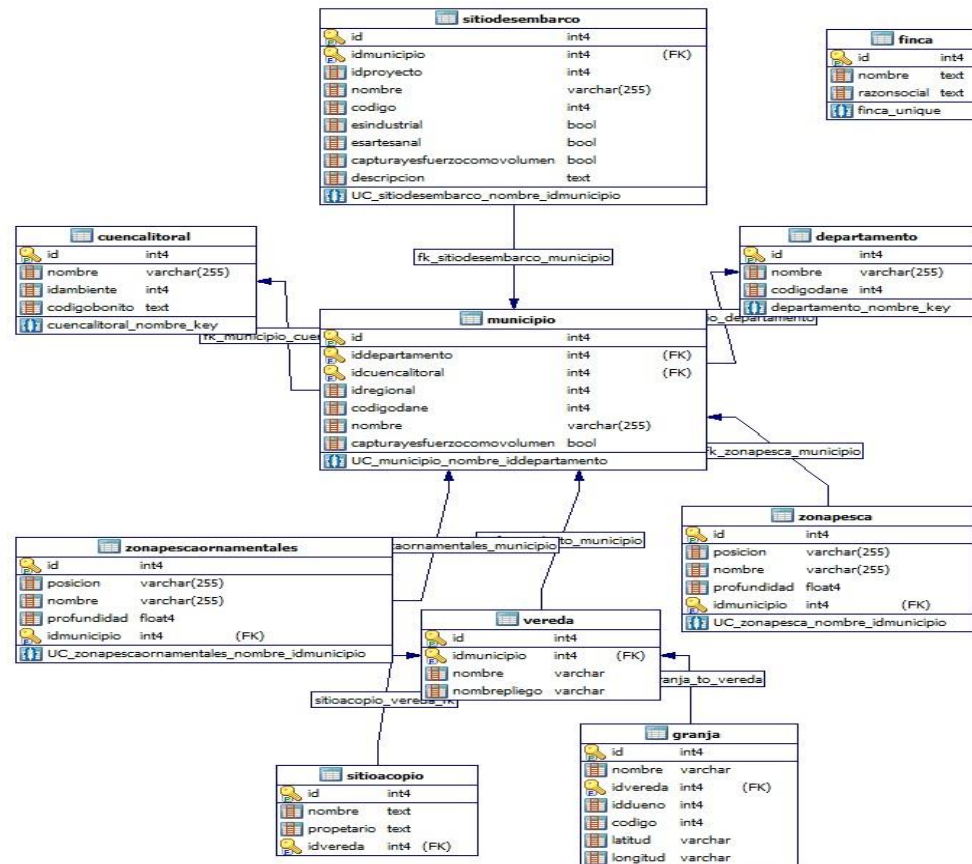 sitiodesembarco
id int4
idmunicipio int4 (FK)
idproyecto int4
nombre varchar(255)
codigo int4
esindustrial bool
esartesanal bool
capturayesfuerzocomovolumen bool
descripcion text
UC_sitiodesembarco_nombre_idmunicipio
finca
id int4
nombre text
razonsocial text
finca_unique
fk_sitiodesembarco_municipio
cuencalitoral
id int4
nombre varchar(255)
idambiente int4
codigobonito text
cuencalitoral_nombre_key
fk_municipio_cue
departamento
id int4
nombre varchar(255)
codigodane int4
departamento_nombre_key
io_departamento
municipio
id int4
iddepartamento int4 (FK)
idcuencalitoral int4 (FK)
idregional int4
codigodane int4
nombre varchar(255)
capturayesfuerzocomovolumen bool
UC_municipio_nombre_iddepartamento
fk_zonapesca_municipio
zonapesca
id int4
posicion varchar(255)
nombre varchar(255)
profundidad float4
idmunicipio int4 (FK)
UC_zonapesca_nombre_idmunicipio
zonapescaornamentales
id int4
posicion varchar(255)
nombre varchar(255)
profundidad float4
idmunicipio int4 (FK)
UC_zonapescaornamentales_nombre_idmunicipio
caornamentales_municipio
to_municipio
vereda
id int4
idmunicipio int4 (FK)
nombre varchar
nombrepliego varchar
sitioacopio_vereda_fk
ranja_to_vereda
sitioacopio
id int4
nombre text
propetario text
idvereda int4 (FK)
granja
id int4
nombre varchar
idvereda int4 (FK)
iddueno int4
codigo int4
latitud varchar
longitud varchar